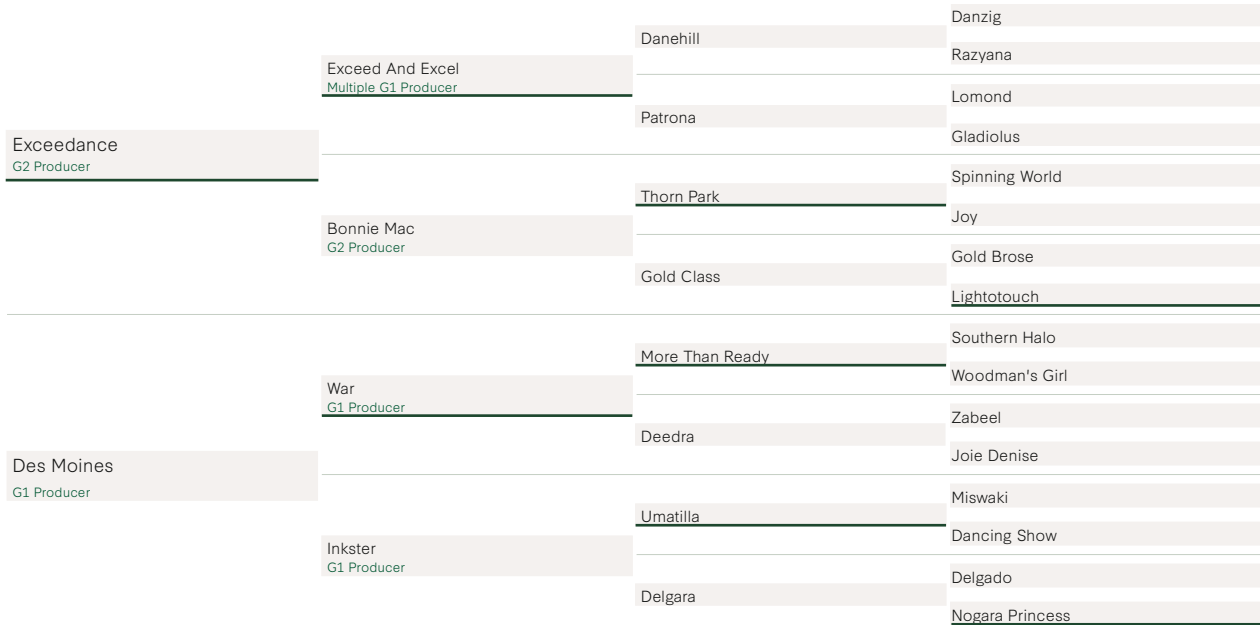 Exceedance
G2 Producer
Des Moines
G1 Producer
Exceed And Excel
Multiple G1 Producer
Bonnie Mac
G2 Producer
War
G1 Producer
Inkster
G1 Producer
Danehill
Patrona
Thorn Park
Gold Class
More Than Ready
Deedra
Umatilla
Delgara
Danzig
Razyana
Lomond
Gladiolus
Spinning World
Joy
Gold Brose
Lightotouch
Southern Halo
Woodman's Girl
Zabeel
Joie Denise
Miswaki
Dancing Show
Delgado
Nogara Princess